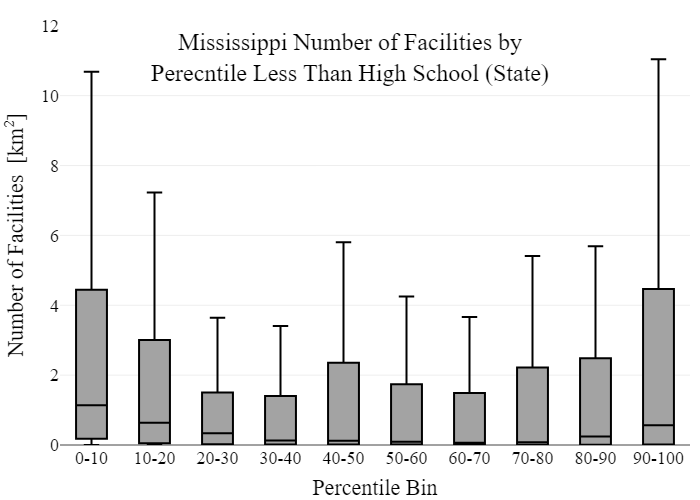 Mississippi Number of Facilities by
Perecntile Less Than High School (State)
Number of Facilities [km²]
12
10
8
6
4
2
0
0-10 10-20 20-30 30-40 40-50 50-60 60-70 70-80 80-90 90-100
Percentile Bin